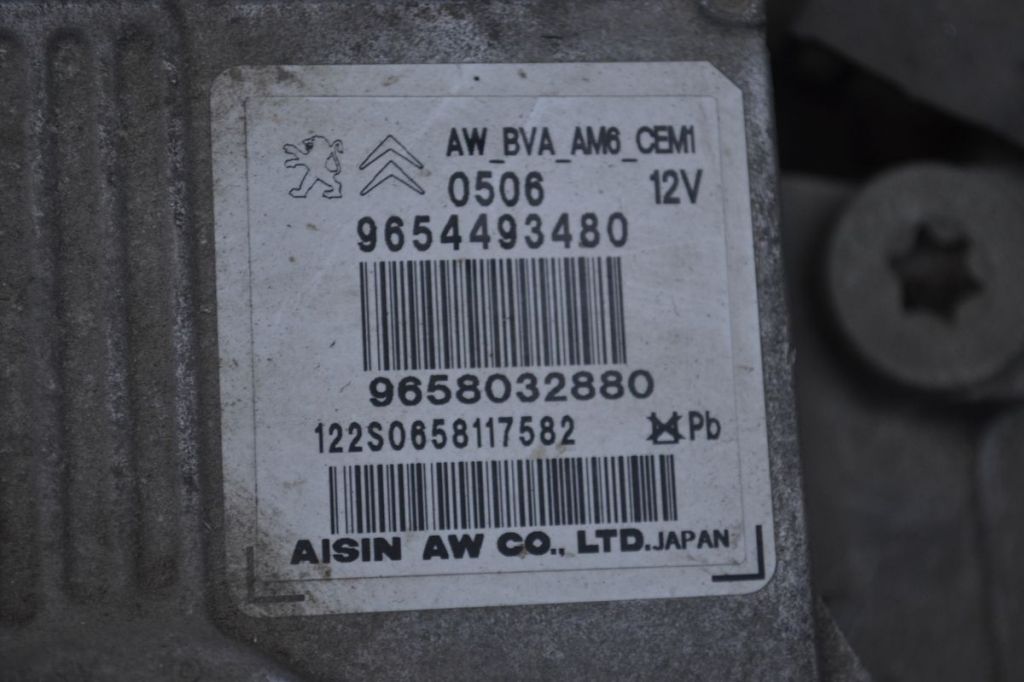 AW_BVA_AM6_CEM1
0506 12V
9654493480
9658032880
122S0658117582 Pb
AISIN AW CO., LTD. JAPAN